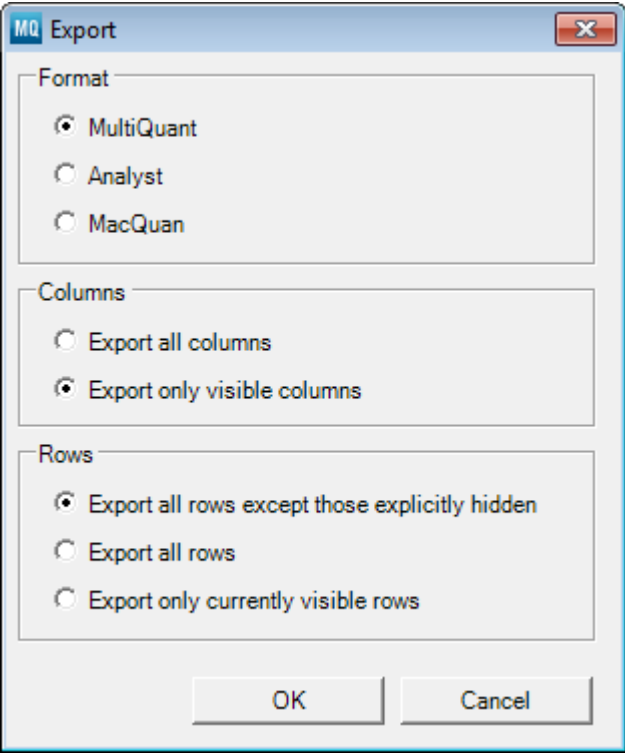 MQ Export
Format
MultiQuant
Analyst
MacQuan
Columns
Export all columns
Export only visible columns
Rows
Export all rows except those explicitly hidden
Export all rows
Export only currently visible rows
OK Cancel